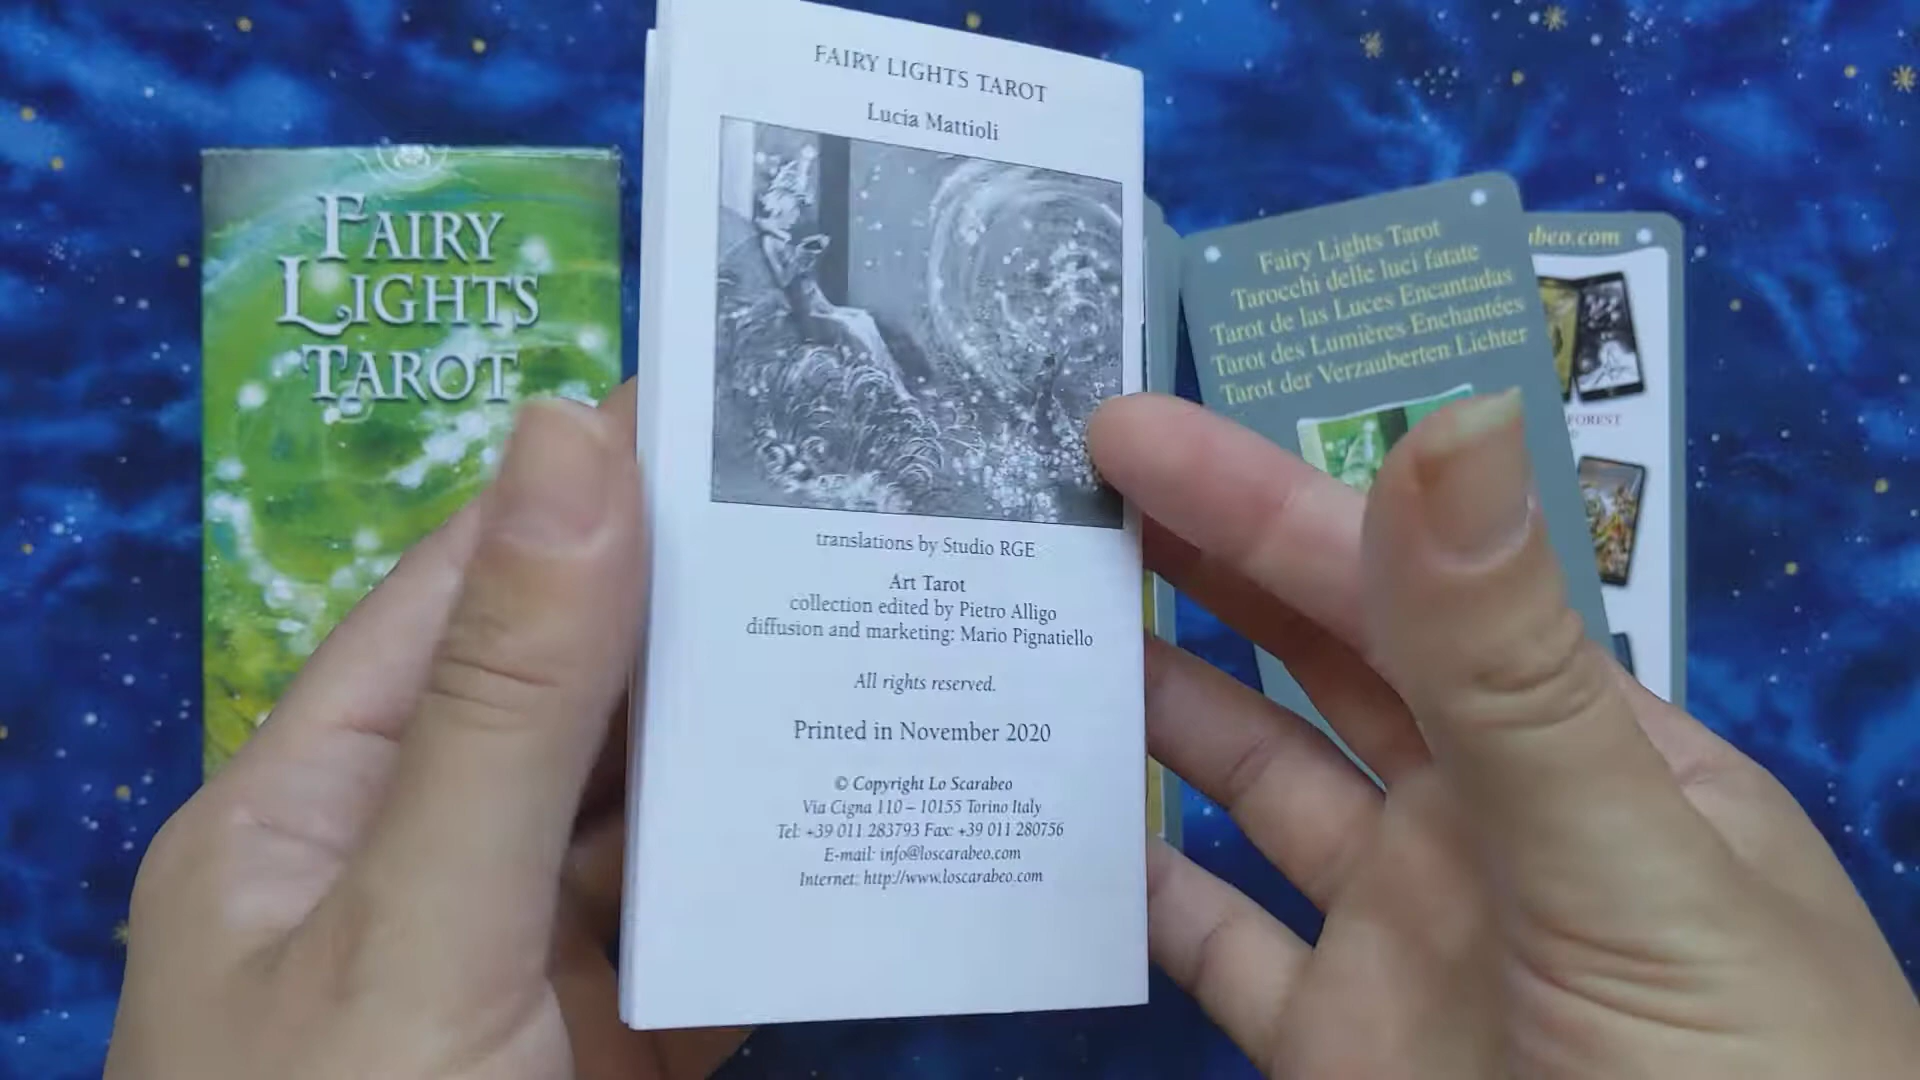 FAIRY
LIGHTS
TAROT
FAIRY LIGHTS TAROT
Lucia Mattioli
translations by Studio RGE
Art Tarot
collection edited by Pietro Alligo
diffusion and marketing: Mario Pignatiello
All rights reserved.
Printed in November 2020
© Copyright Lo Scarabeo
Via Cigna 110 – 10155 Torino Italy
Tel: +39 011 283793 Fax: +39 011 280756
E-mail: info@loscarabeo.com
Internet: http://www.loscarabeo.com
Fairy Lights Tarot
Tarocchi delle luci fatate
Tarot de las Luces Encantadas
Tarot des Lumières Enchantées
Tarot der Verzauberten Lichter
abeo.com
FOREST